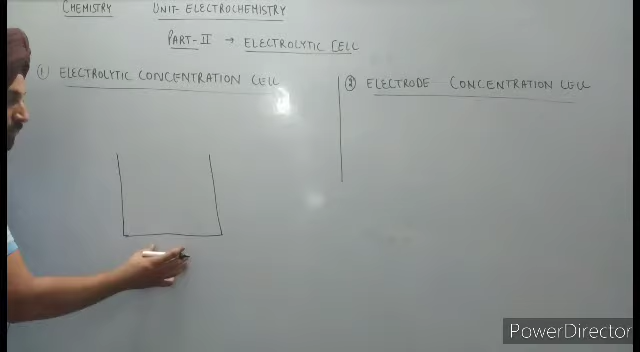 CHEMISTRY UNIT- ELECTROCHEMISTRY
PART-II → ELECTROLYTIC CELL
① ELECTROLYTIC CONCENTRATION CELL
② ELECTRODE CONCENTRATION CELL
PowerDirector